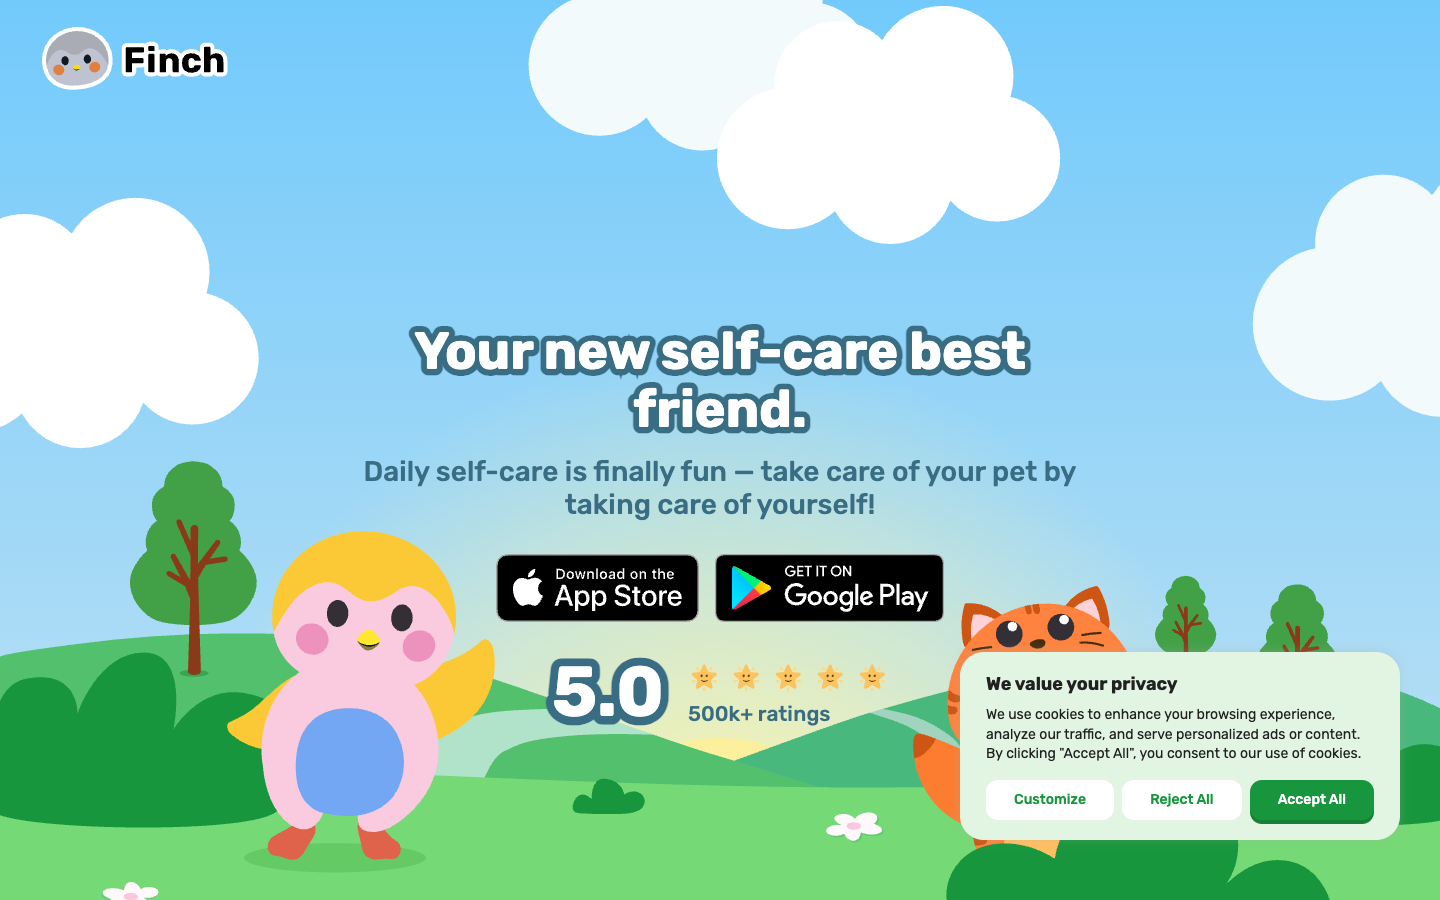 Finch
Your new self-care best
friend.
Daily self-care is finally fun — take care of your pet by
taking care of yourself!
Download on the
App Store
GET IT ON
Google Play
5.0
500k+ ratings
We value your privacy
We use cookies to enhance your browsing experience,
analyze our traffic, and serve personalized ads or content.
By clicking "Accept All", you consent to our use of cookies.
Customize
Reject All
Accept All